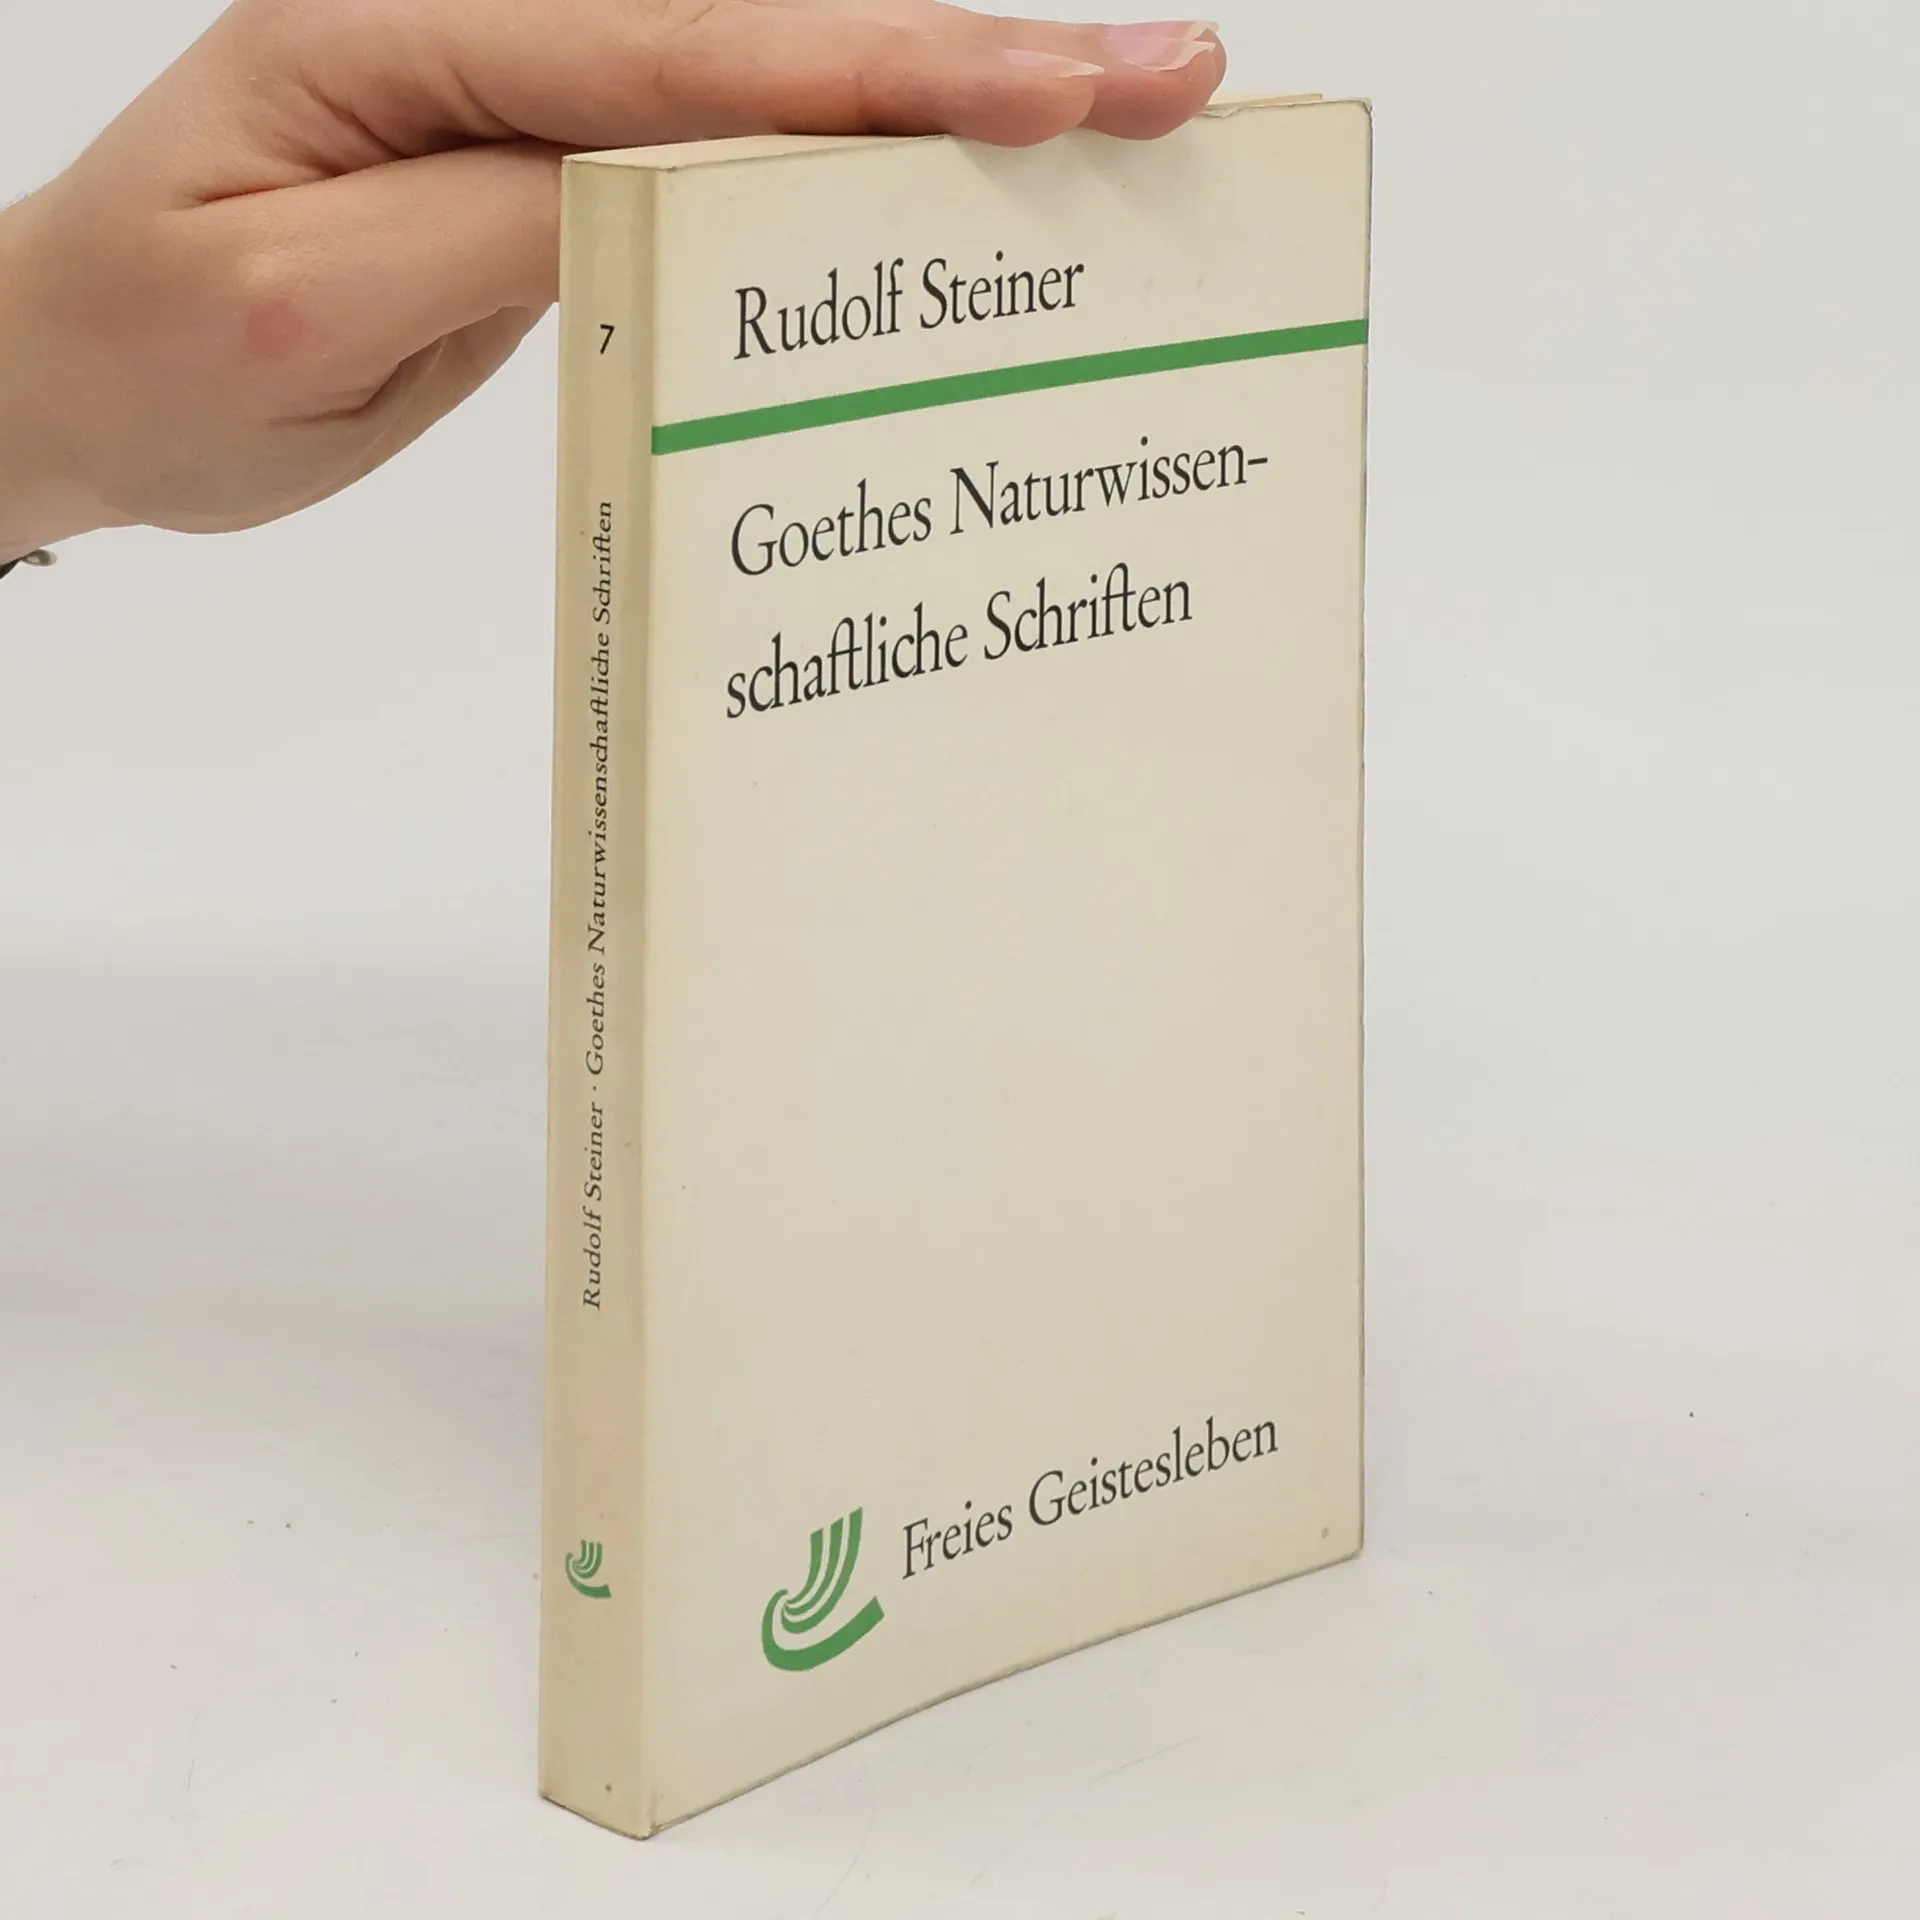 Rudolf Steiner
Goethes Naturwissen-
schaftliche Schriften
Freies Geistesleben
7
Rudolf Steiner · Goethes Naturwissenschaftliche Schriften